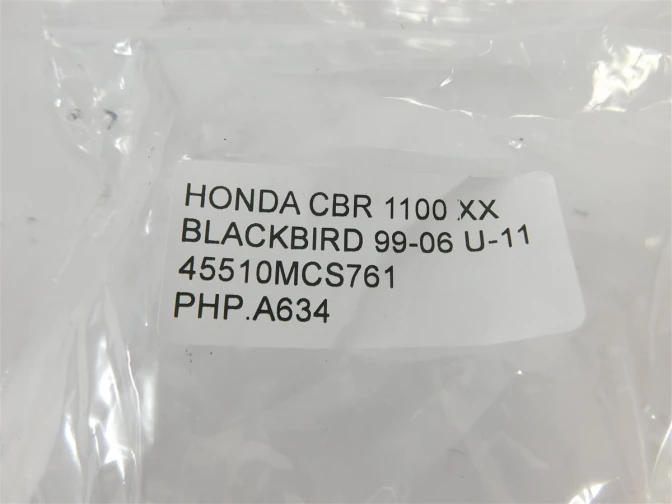 HONDA CBR 1100 XX
BLACKBIRD 99-06 U-11
45510MCS761
PHP.A634